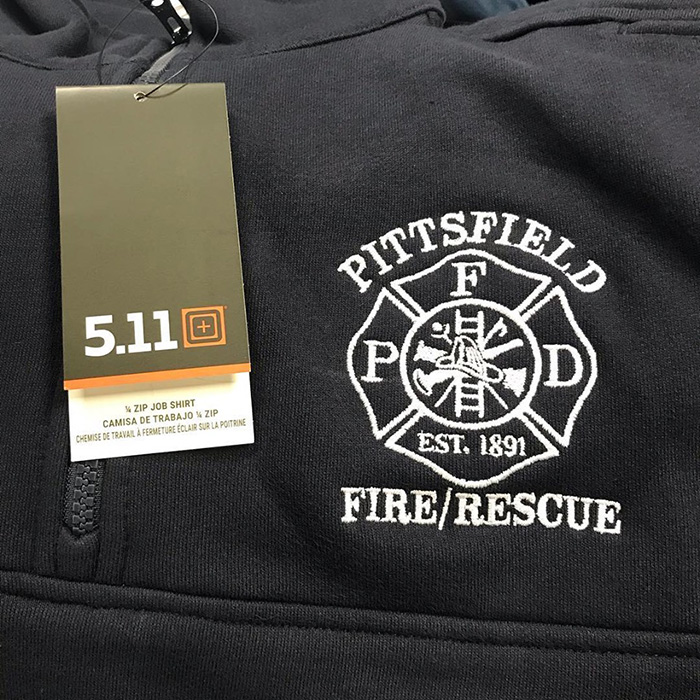 5.11
¼ ZIP JOB SHIRT
CAMISA DE TRABAJO ¼ ZIP
CHEMISE DE TRAVAIL À FERMETURE ÉCLAIR SUR LA POITRINE
PITTSFIELD
F
P D
EST. 1891
FIRE/RESCUE